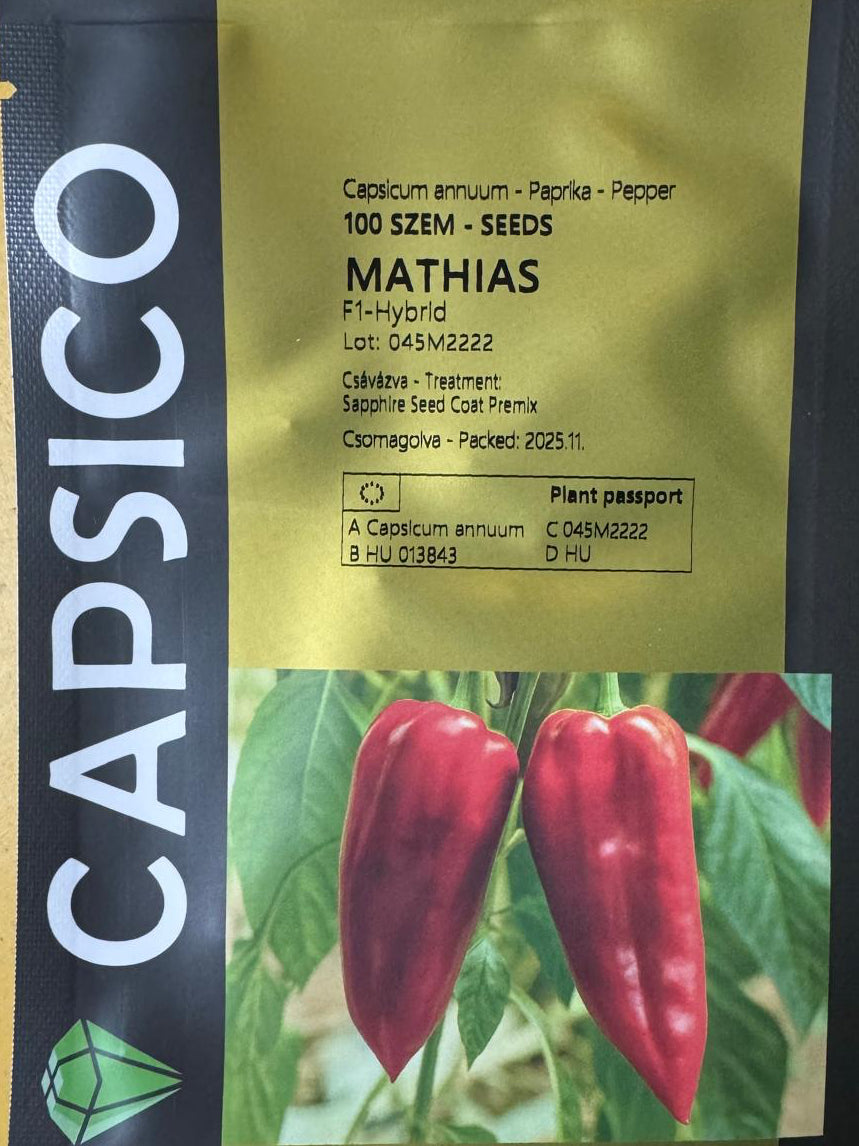 CAPSICO
Capsicum annuum - Paprika - Pepper
100 SZEM - SEEDS
MATHIAS
F1-Hybrid
Lot: 045M2222
Csávázva - Treatment:
Sapphire Seed Coat Premix
Csomagolva - Packed: 2025.11.
Plant passport
A Capsicum annuum C 045M2222
B HU 013843 D HU